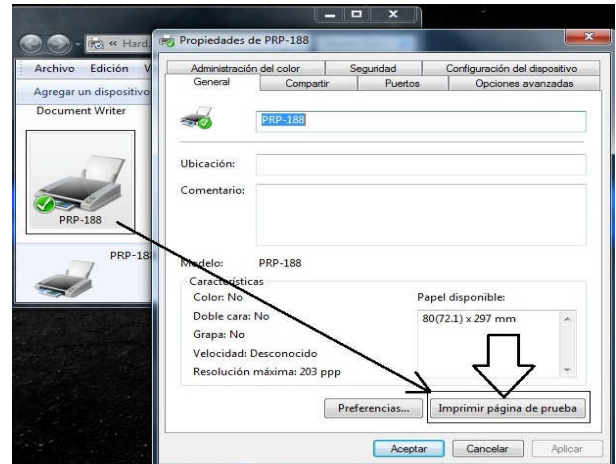 « Hard.
Archivo Edición V
Agregar un dispositivo
Document Writer
PRP-188
PRP-188
Propiedades de PRP-188
Administración del color Seguridad Configuración del dispositivo
General Compartir Puertos Opciones avanzadas
PRP-188
Ubicación:
Comentario:
Modelo: PRP-188
Características
Color: No
Doble cara: No
Grapa: No
Velocidad: Desconocido
Resolución máxima: 203 ppp
Papel disponible:
80(72.1) x 297 mm
Preferencias... Imprimir página de prueba
Aceptar Cancelar Aplicar